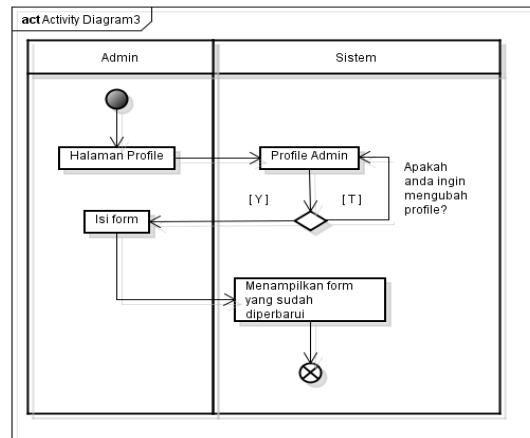 act Activity Diagram3
Admin
Sistem
Halaman Profile
Profile Admin
Apakah
anda ingin
mengubah
profile?
[ Y ]
[ T ]
Isi form
Menampilkan form
yang sudah
diperbarui